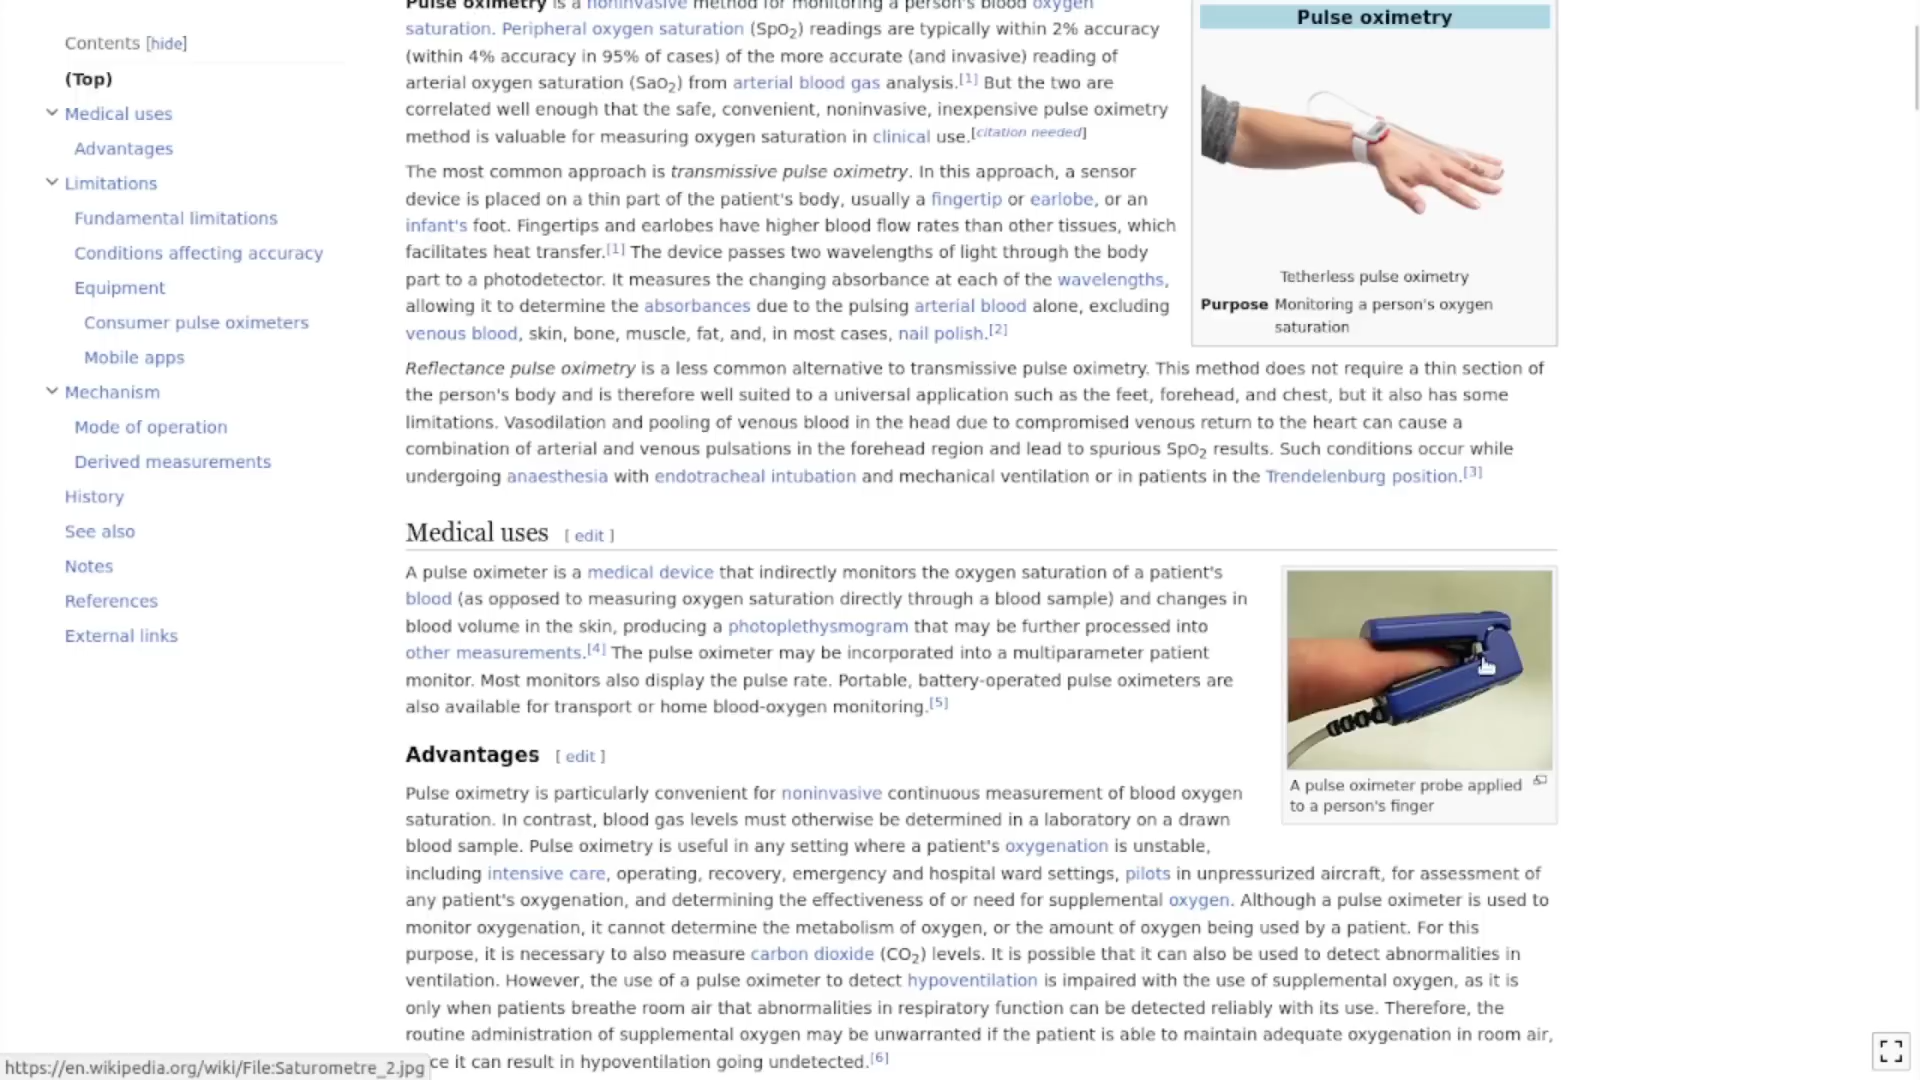 Contents [hide]
(Top)
Medical uses
Advantages
Limitations
Fundamental limitations
Conditions affecting accuracy
Equipment
Consumer pulse oximeters
Mobile apps
Mechanism
Mode of operation
Derived measurements
History
See also
Notes
References
External links
Pulse oximetry is a noninvasive method for monitoring a person's blood oxygen
saturation. Peripheral oxygen saturation (SpO2) readings are typically within 2% accuracy
(within 4% accuracy in 95% of cases) of the more accurate (and invasive) reading of
arterial oxygen saturation (SaO2) from arterial blood gas analysis.[1] But the two are
correlated well enough that the safe, convenient, noninvasive, inexpensive pulse oximetry
method is valuable for measuring oxygen saturation in clinical use.[citation needed]
The most common approach is transmissive pulse oximetry. In this approach, a sensor
device is placed on a thin part of the patient's body, usually a fingertip or earlobe, or an
infant's foot. Fingertips and earlobes have higher blood flow rates than other tissues, which
facilitates heat transfer.[1] The device passes two wavelengths of light through the body
part to a photodetector. It measures the changing absorbance at each of the wavelengths,
allowing it to determine the absorbances due to the pulsing arterial blood alone, excluding
venous blood, skin, bone, muscle, fat, and, in most cases, nail polish.[2]
Pulse oximetry
Tetherless pulse oximetry
Purpose Monitoring a person's oxygen
saturation
Reflectance pulse oximetry is a less common alternative to transmissive pulse oximetry. This method does not require a thin section of
the person's body and is therefore well suited to a universal application such as the feet, forehead, and chest, but it also has some
limitations. Vasodilation and pooling of venous blood in the head due to compromised venous return to the heart can cause a
combination of arterial and venous pulsations in the forehead region and lead to spurious SpO2 results. Such conditions occur while
undergoing anaesthesia with endotracheal intubation and mechanical ventilation or in patients in the Trendelenburg position.[3]
Medical uses [ edit ]
A pulse oximeter is a medical device that indirectly monitors the oxygen saturation of a patient's
blood (as opposed to measuring oxygen saturation directly through a blood sample) and changes in
blood volume in the skin, producing a photoplethysmogram that may be further processed into
other measurements.[4] The pulse oximeter may be incorporated into a multiparameter patient
monitor. Most monitors also display the pulse rate. Portable, battery-operated pulse oximeters are
also available for transport or home blood-oxygen monitoring.[5]
A pulse oximeter probe applied
to a person's finger
Advantages [ edit ]
Pulse oximetry is particularly convenient for noninvasive continuous measurement of blood oxygen
saturation. In contrast, blood gas levels must otherwise be determined in a laboratory on a drawn
blood sample. Pulse oximetry is useful in any setting where a patient's oxygenation is unstable,
including intensive care, operating, recovery, emergency and hospital ward settings, pilots in unpressurized aircraft, for assessment of
any patient's oxygenation, and determining the effectiveness of or need for supplemental oxygen. Although a pulse oximeter is used to
monitor oxygenation, it cannot determine the metabolism of oxygen, or the amount of oxygen being used by a patient. For this
purpose, it is necessary to also measure carbon dioxide (CO2) levels. It is possible that it can also be used to detect abnormalities in
ventilation. However, the use of a pulse oximeter to detect hypoventilation is impaired with the use of supplemental oxygen, as it is
only when patients breathe room air that abnormalities in respiratory function can be detected reliably with its use. Therefore, the
routine administration of supplemental oxygen may be unwarranted if the patient is able to maintain adequate oxygenation in room air,
ce it can result in hypoventilation going undetected.[6]
https://en.wikipedia.org/wiki/File:Saturometre_2.jpg